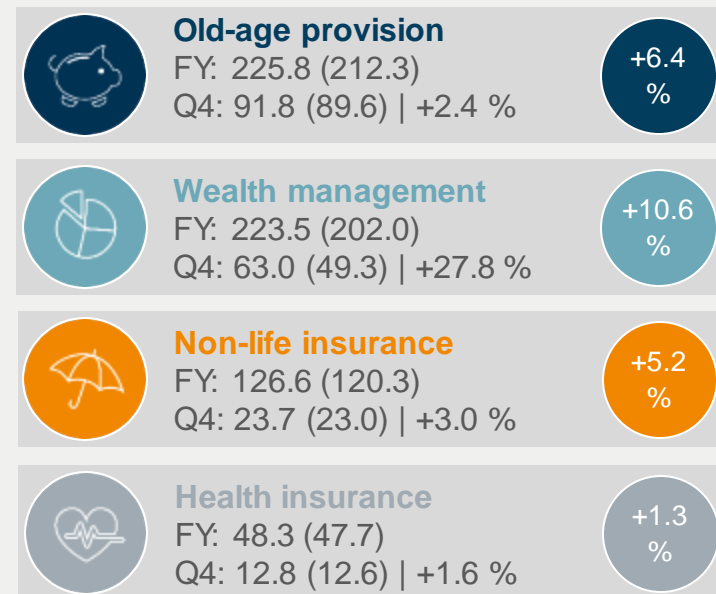 Old-age provision
FY: 225.8 (212.3)
Q4: 91.8 (89.6) | +2.4 %
+6.4
%
Wealth management
FY: 223.5 (202.0)
Q4: 63.0 (49.3) | +27.8 %
+10.6
%
Non-life insurance
FY: 126.6 (120.3)
Q4: 23.7 (23.0) | +3.0 %
+5.2
%
Health insurance
FY: 48.3 (47.7)
Q4: 12.8 (12.6) | +1.6 %
+1.3
%